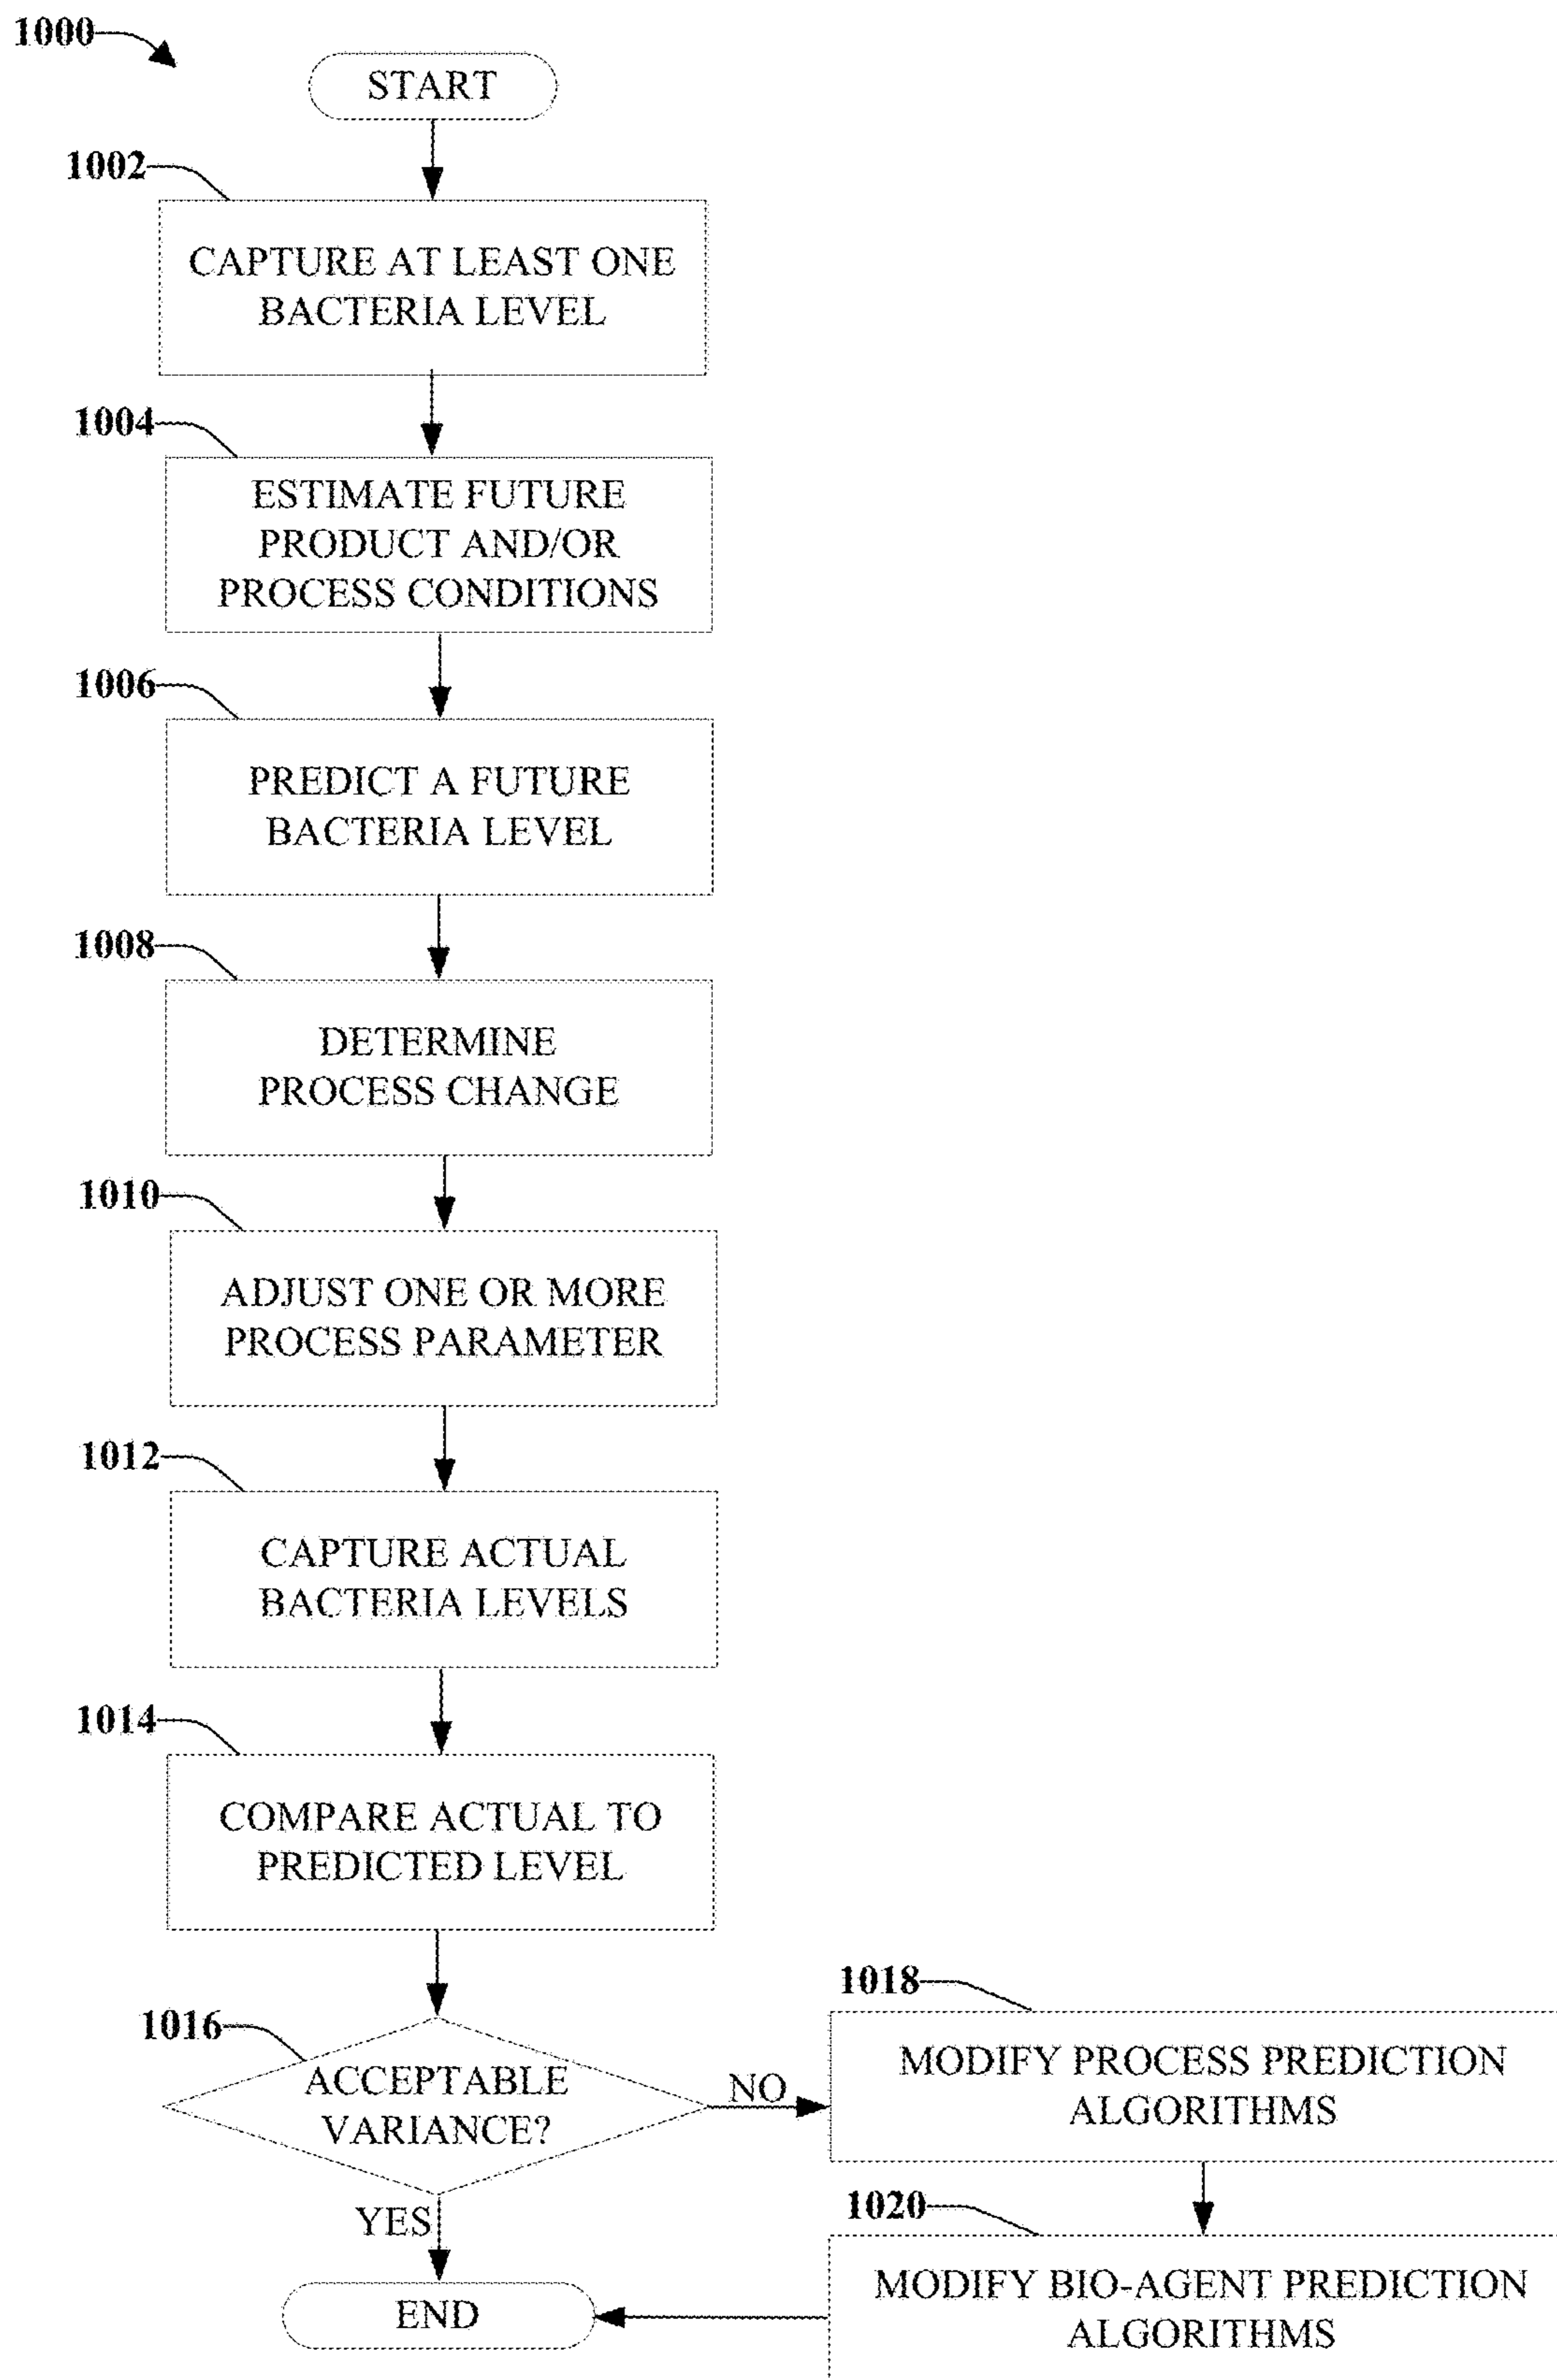 1000
START
1002
CAPTURE AT LEAST ONE
BACTERIA LEVEL
1004
ESTIMATE FUTURE
PRODUCT AND/OR
PROCESS CONDITIONS
1006
PREDICT A FUTURE
BACTERIA LEVEL
1008
DETERMINE
PROCESS CHANGE
1010
ADJUST ONE OR MORE
PROCESS PARAMETER
1012
CAPTURE ACTUAL
BACTERIA LEVELS
1014
COMPARE ACTUAL TO
PREDICTED LEVEL
1016
ACCEPTABLE
VARIANCE?
NO
1018
MODIFY PROCESS PREDICTION
ALGORITHMS
YES
1020
MODIFY BIO-AGENT PREDICTION
ALGORITHMS
END